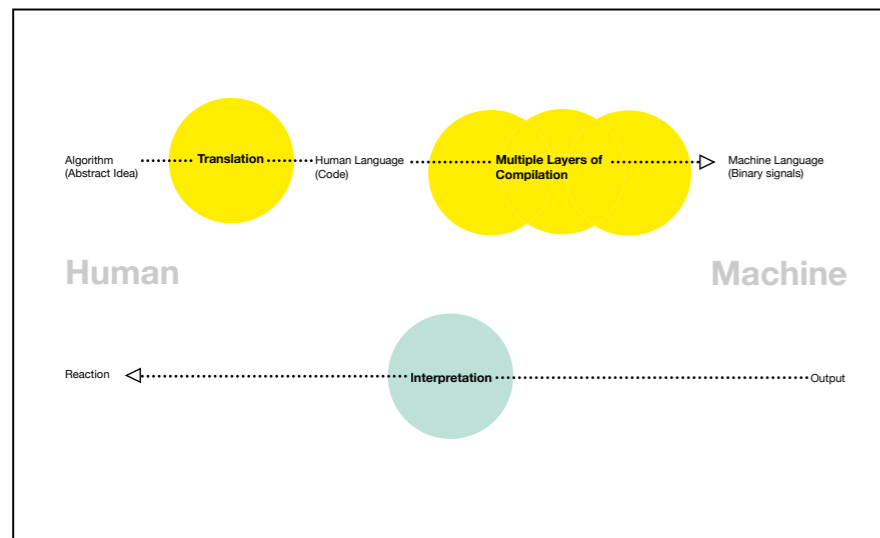 Algorithm
(Abstract Idea)
Translation
Human Language
(Code)
Multiple Layers of
Compilation
Machine Language
(Binary signals)
Human
Machine
Reaction
Interpretation
Output